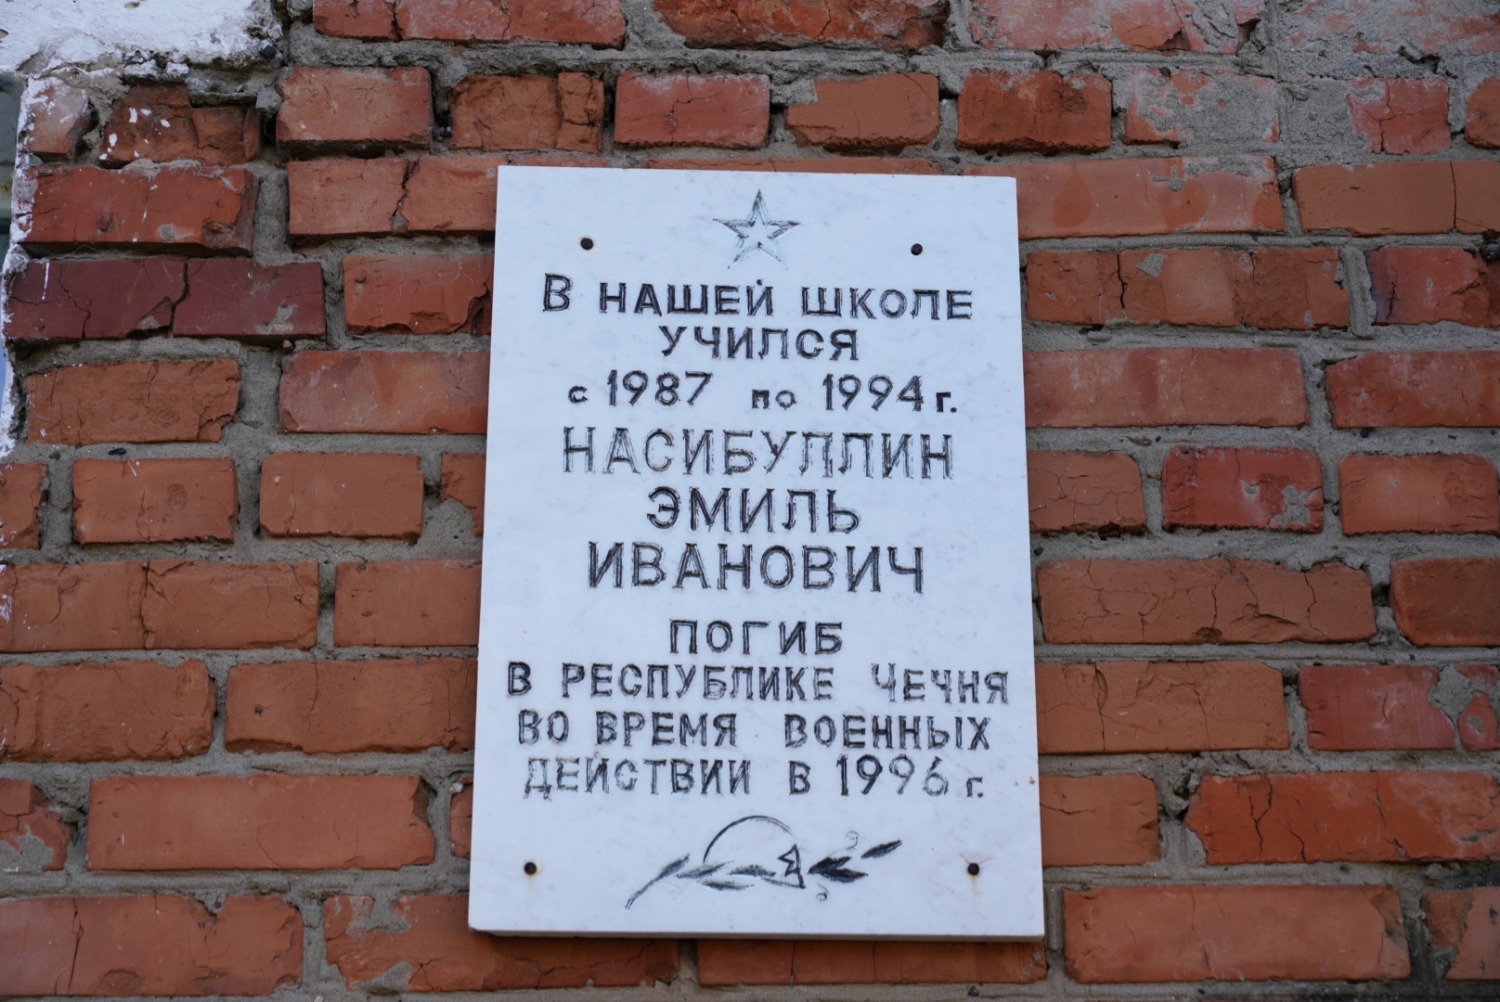 В НАШЕЙ ШКОЛЕ
УЧИЛСЯ
с 1987 по 1994 г.
НАСИБУЛЛИН
ЭМИЛЬ
ИВАНОВИЧ
ПОГИБ
В РЕСПУБЛИКЕ ЧЕЧНЯ
ВО ВРЕМЯ ВОЕННЫХ
ДЕЙСТВИИ В 1996 г.